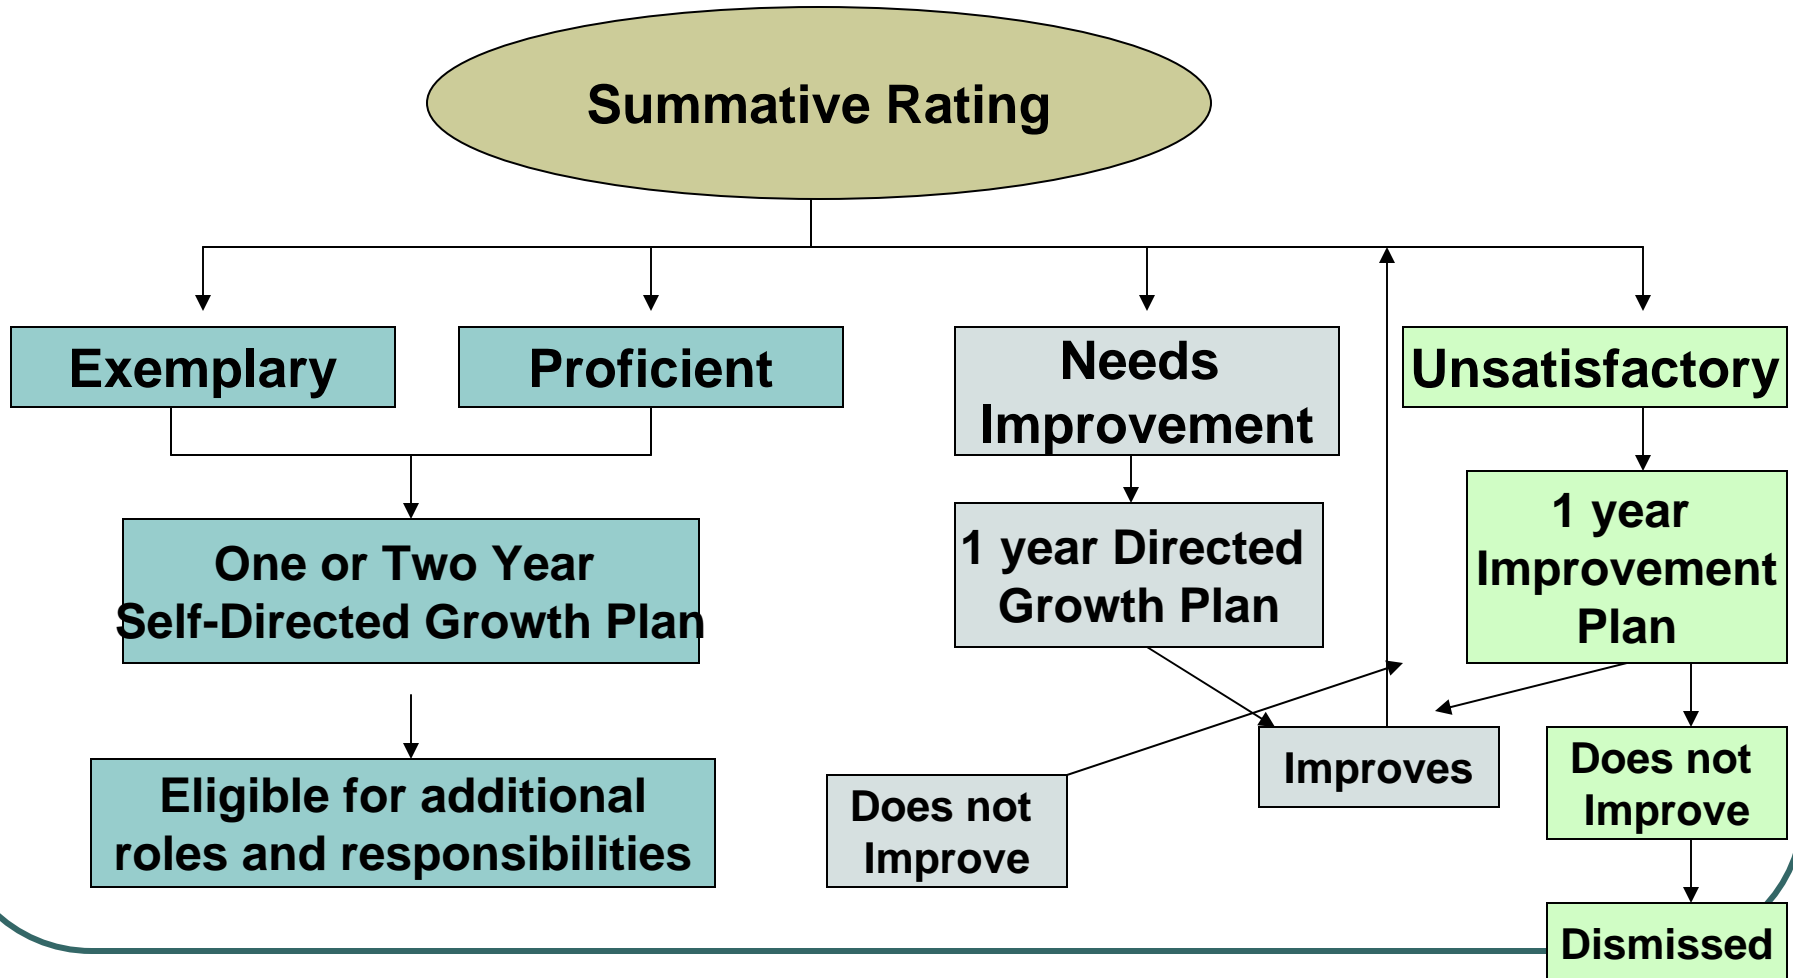 Summative Rating
Exemplary
Proficient
Needs
Improvement
Unsatisfactory
One or Two Year
Self-Directed Growth Plan
1 year Directed
Growth Plan
1 year
Improvement
Plan
Eligible for additional
roles and responsibilities
Does not
Improve
Improves
Does not
Improve
Dismissed